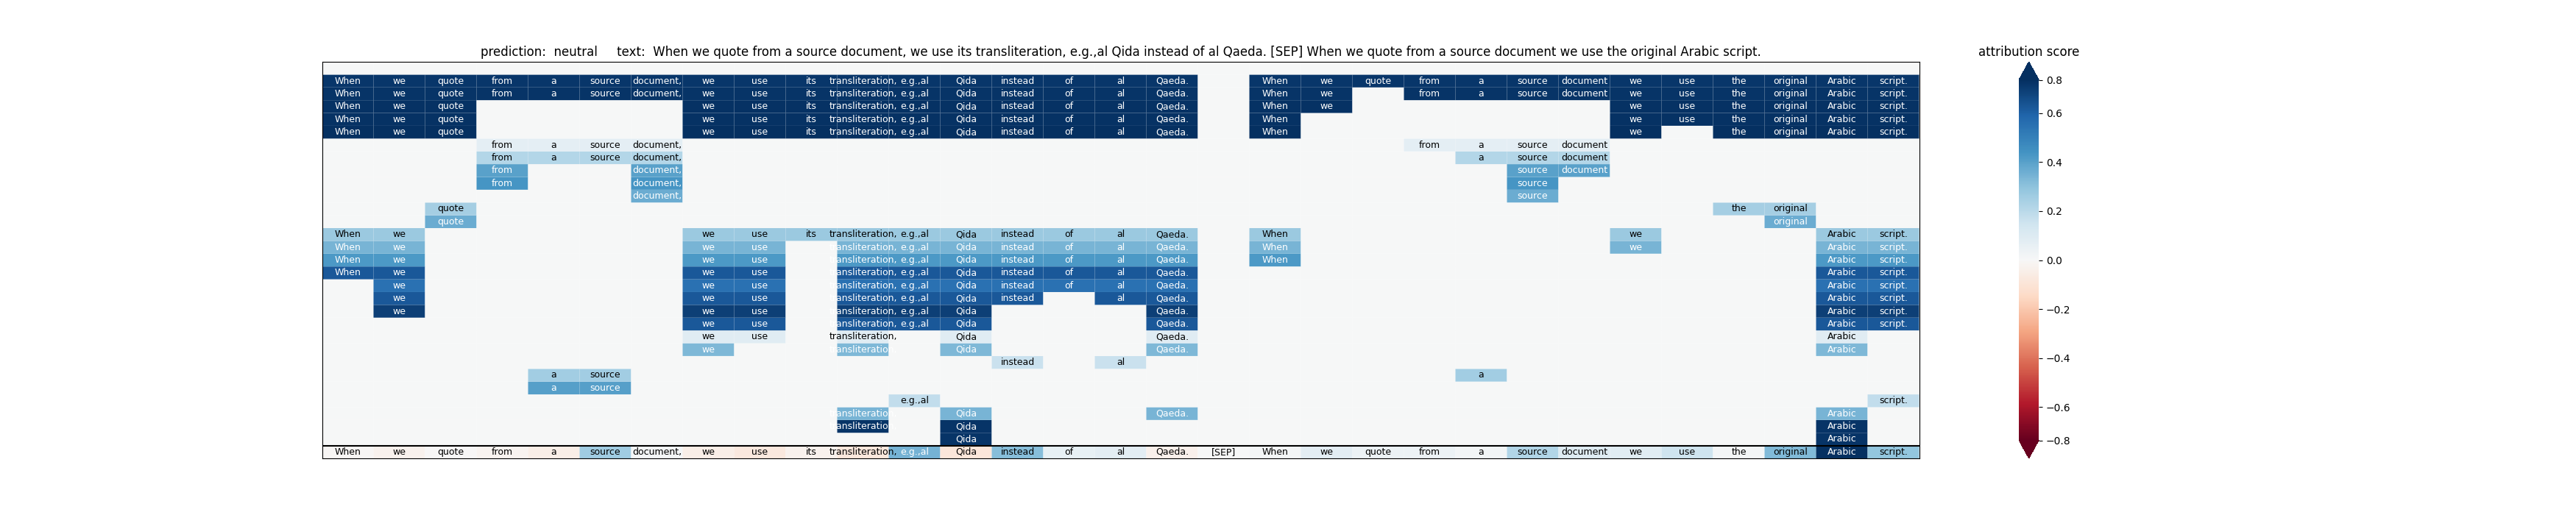 prediction: neutral text: When we quote from a source document, we use its transliteration, e.g.,al Qida instead of al Qaeda. [SEP] When we quote from a source document we use the original Arabic script.
When we quote from a source document, we use its transliteration, e.g.,al Qida instead of al Qaeda. When we quote from a source document we use the original Arabic script.
When we quote from a source document, we use its transliteration, e.g.,al Qida instead of al Qaeda. When we from a source document we use the original Arabic script.
When we quote we use its transliteration, e.g.,al Qida instead of al Qaeda. When we we use the original Arabic script.
When we quote we use its transliteration, e.g.,al Qida instead of al Qaeda. When we use the original Arabic script.
When we quote we use its transliteration, e.g.,al Qida instead of al Qaeda. When we the original Arabic script.
from a source document, from a source document
from a source document, a source document
from document, source document
from document, source
document, source
quote the original
quote original
When we we use its transliteration, e.g.,al Qida instead of al Qaeda. When we Arabic script.
When we we use ansliteration, e.g.,al Qida instead of al Qaeda. When we Arabic script.
When we we use ansliteration, e.g.,al Qida instead of al Qaeda. When Arabic script.
When we we use ansliteration, e.g.,al Qida instead of al Qaeda. Arabic script.
we we use ansliteration, e.g.,al Qida instead of al Qaeda. Arabic script.
we we use ansliteration, e.g.,al Qida instead al Qaeda. Arabic script.
we we use ansliteration, e.g.,al Qida Qaeda. Arabic script.
we use ansliteration, e.g.,al Qida Qaeda. Arabic script.
we use transliteration, Qida Qaeda. Arabic
we ansliteratio Qida Qaeda. Arabic
instead al
a source a
a source
e.g.,al script.
ansliteratio Qida Qaeda. Arabic
ansliteratio Qida Arabic
Qida Arabic
When we quote from a source document, we use its transliteration, e.g.,al Qida instead of al Qaeda. [SEP] When we quote from a source document we use the original Arabic script.
attribution score
0.8
0.6
0.4
0.2
0.0
−0.2
−0.4
−0.6
−0.8